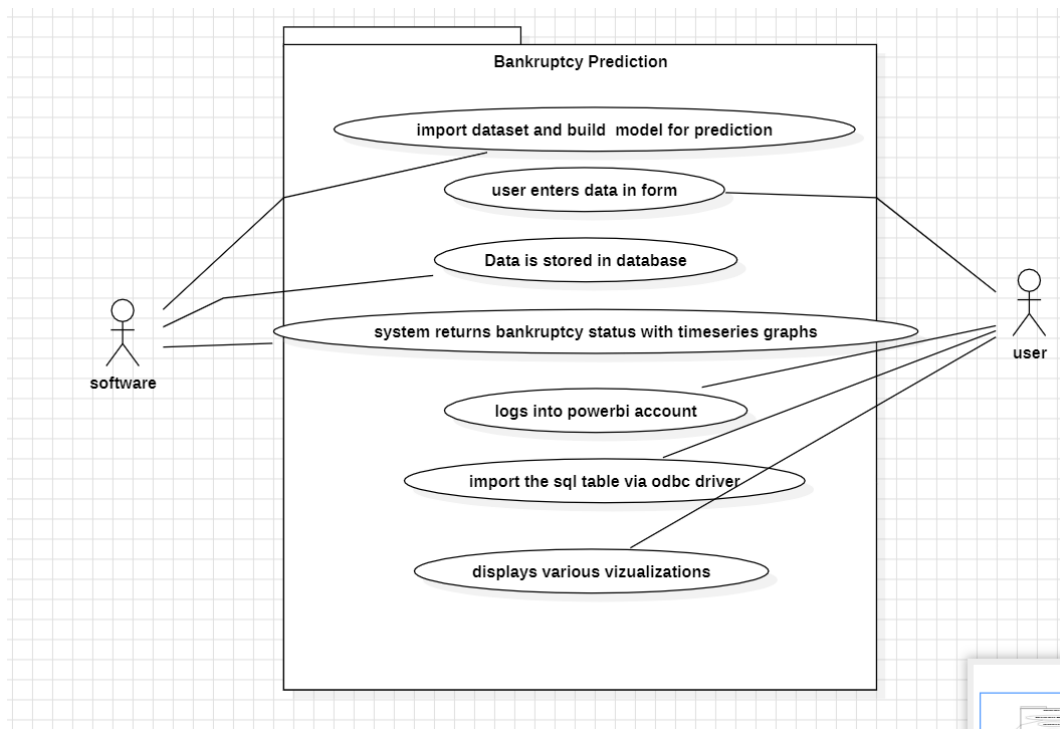 Bankruptcy Prediction
import dataset and build model for prediction
user enters data in form
Data is stored in database
system returns bankruptcy status with timeseries graphs
software
user
logs into powerbi account
import the sql table via odbc driver
displays various vizualizations